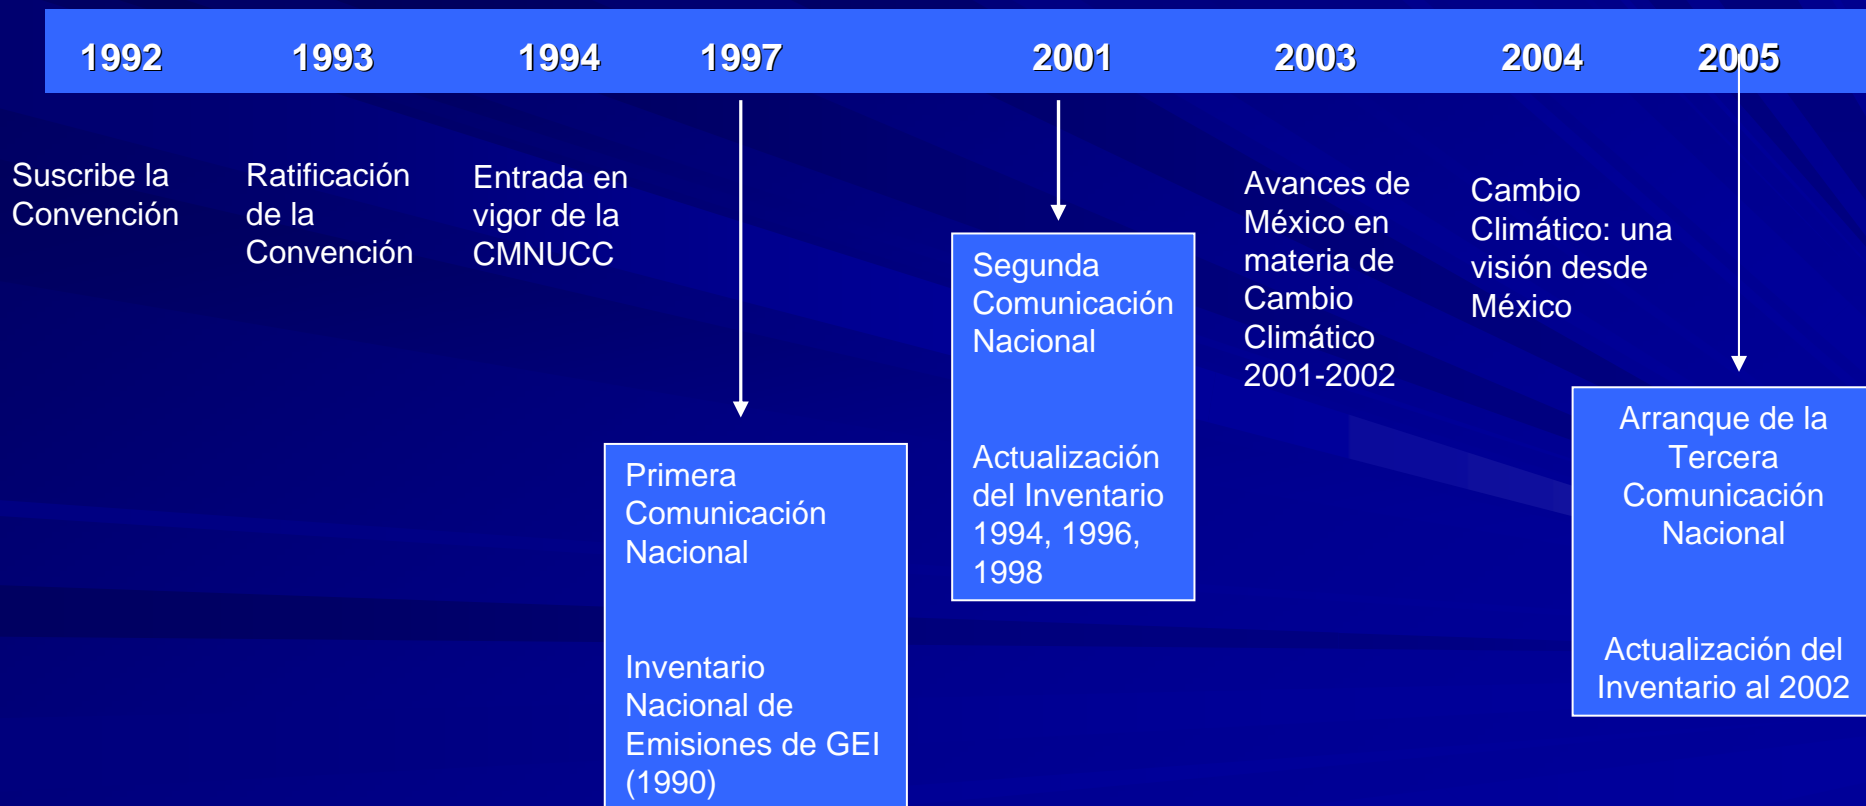 1992 1993 1994 1997 2001 2003 2004 2005
Suscribe la
Convención
Ratificación
de la
Convención
Entrada en
vigor de la
CMNUCC
Primera
Comunicación
Nacional
Inventario
Nacional de
Emisiones de GEI
(1990)
Segunda
Comunicación
Nacional
Actualización
del Inventario
1994, 1996,
1998
Avances de
México en
materia de
Cambio
Climático
2001-2002
Cambio
Climático: una
visión desde
México
Arranque de la
Tercera
Comunicación
Nacional
Actualización del
Inventario al 2002